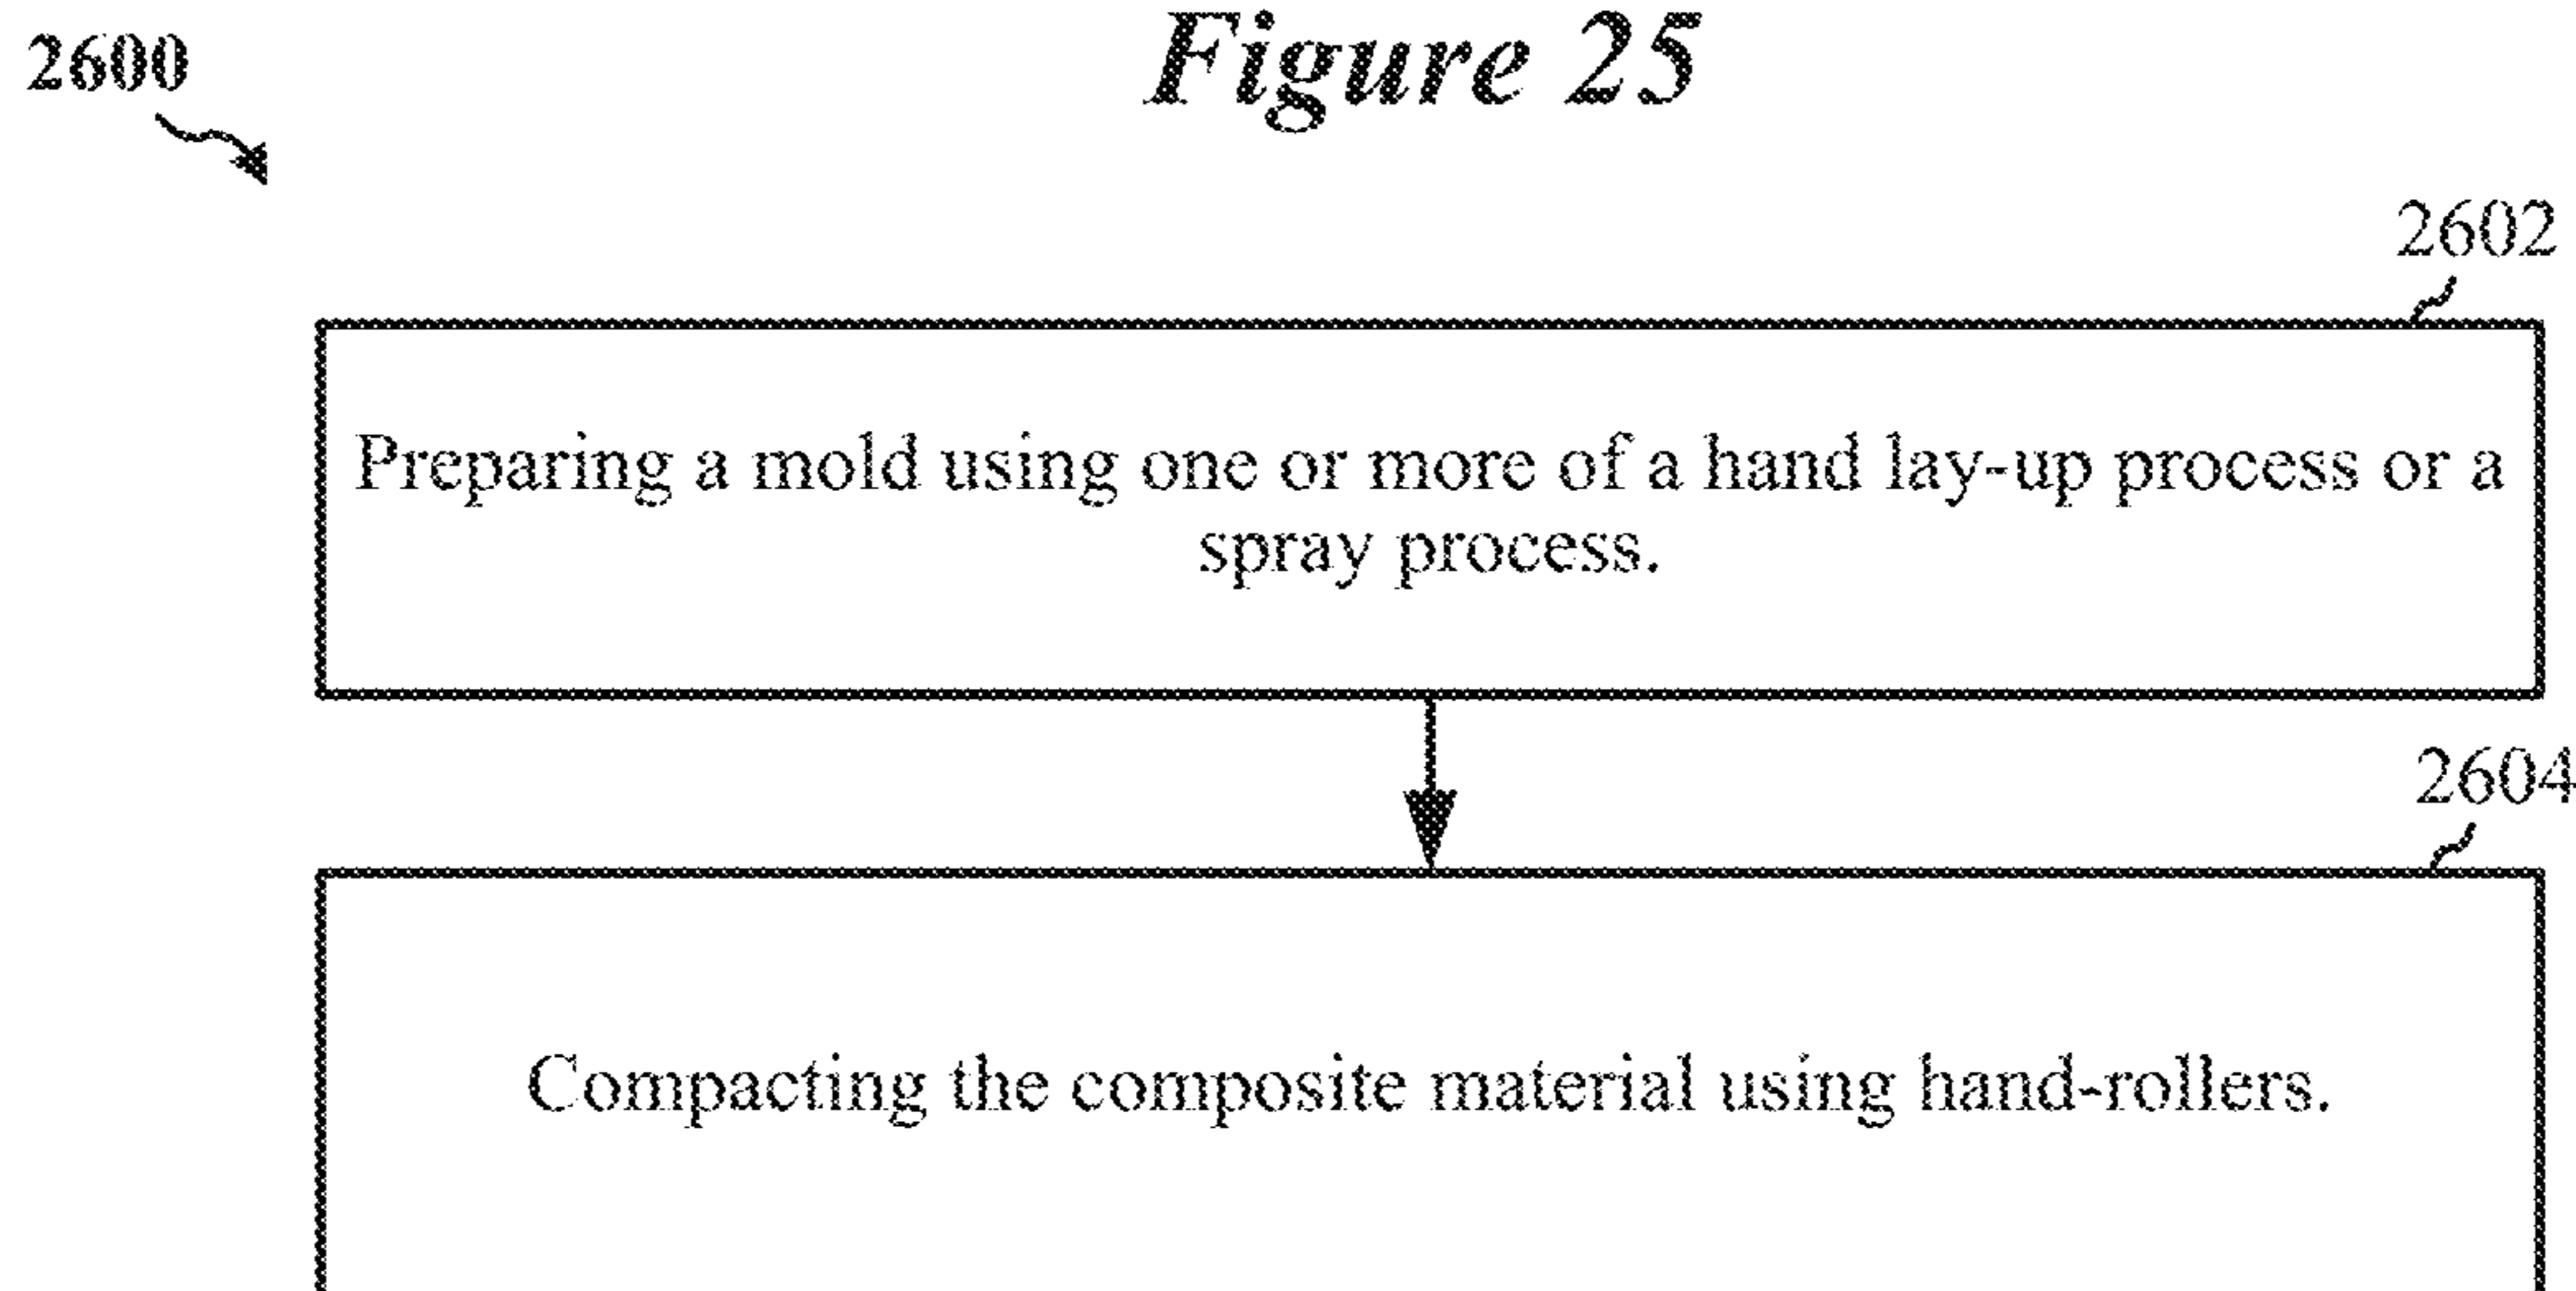 Figure 25
2600
2602
Preparing a mold using one or more of a hand lay-up process or a
spray process.
2604
Compacting the composite material using hand-rollers.